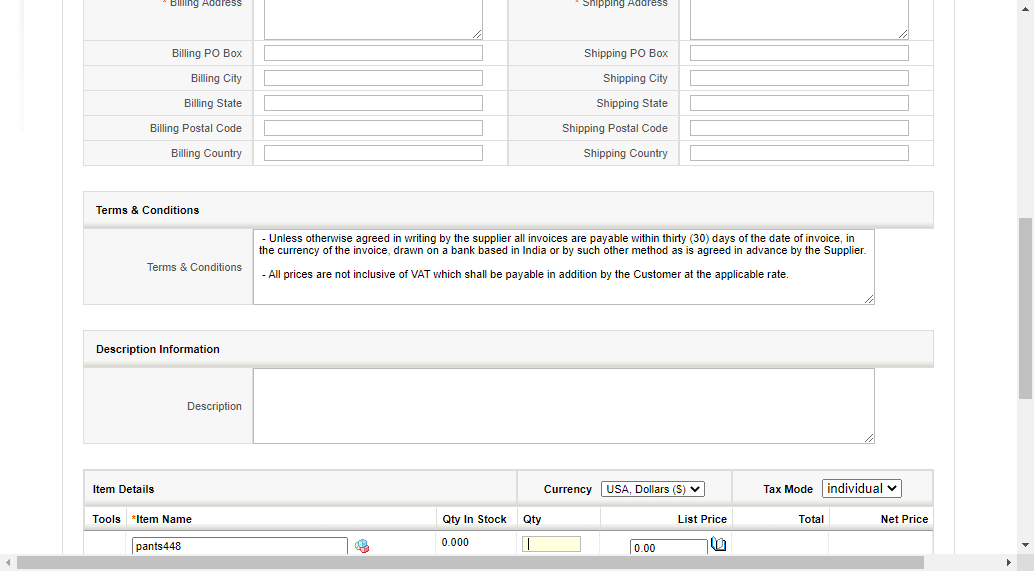 * Billing Address * Shipping Address
Billing PO Box Shipping PO Box
Billing City Shipping City
Billing State Shipping State
Billing Postal Code Shipping Postal Code
Billing Country Shipping Country
Terms & Conditions
- Unless otherwise agreed in writing by the supplier all invoices are payable within thirty (30) days of the date of invoice, in
the currency of the invoice, drawn on a bank based in India or by such other method as is agreed in advance by the Supplier.
Terms & Conditions
- All prices are not inclusive of VAT which shall be payable in addition by the Customer at the applicable rate.
Description Information
Description
Item Details Currency USA, Dollars ($) Tax Mode individual
Tools *Item Name Qty In Stock Qty List Price Total Net Price
pants448 0.000 0.00